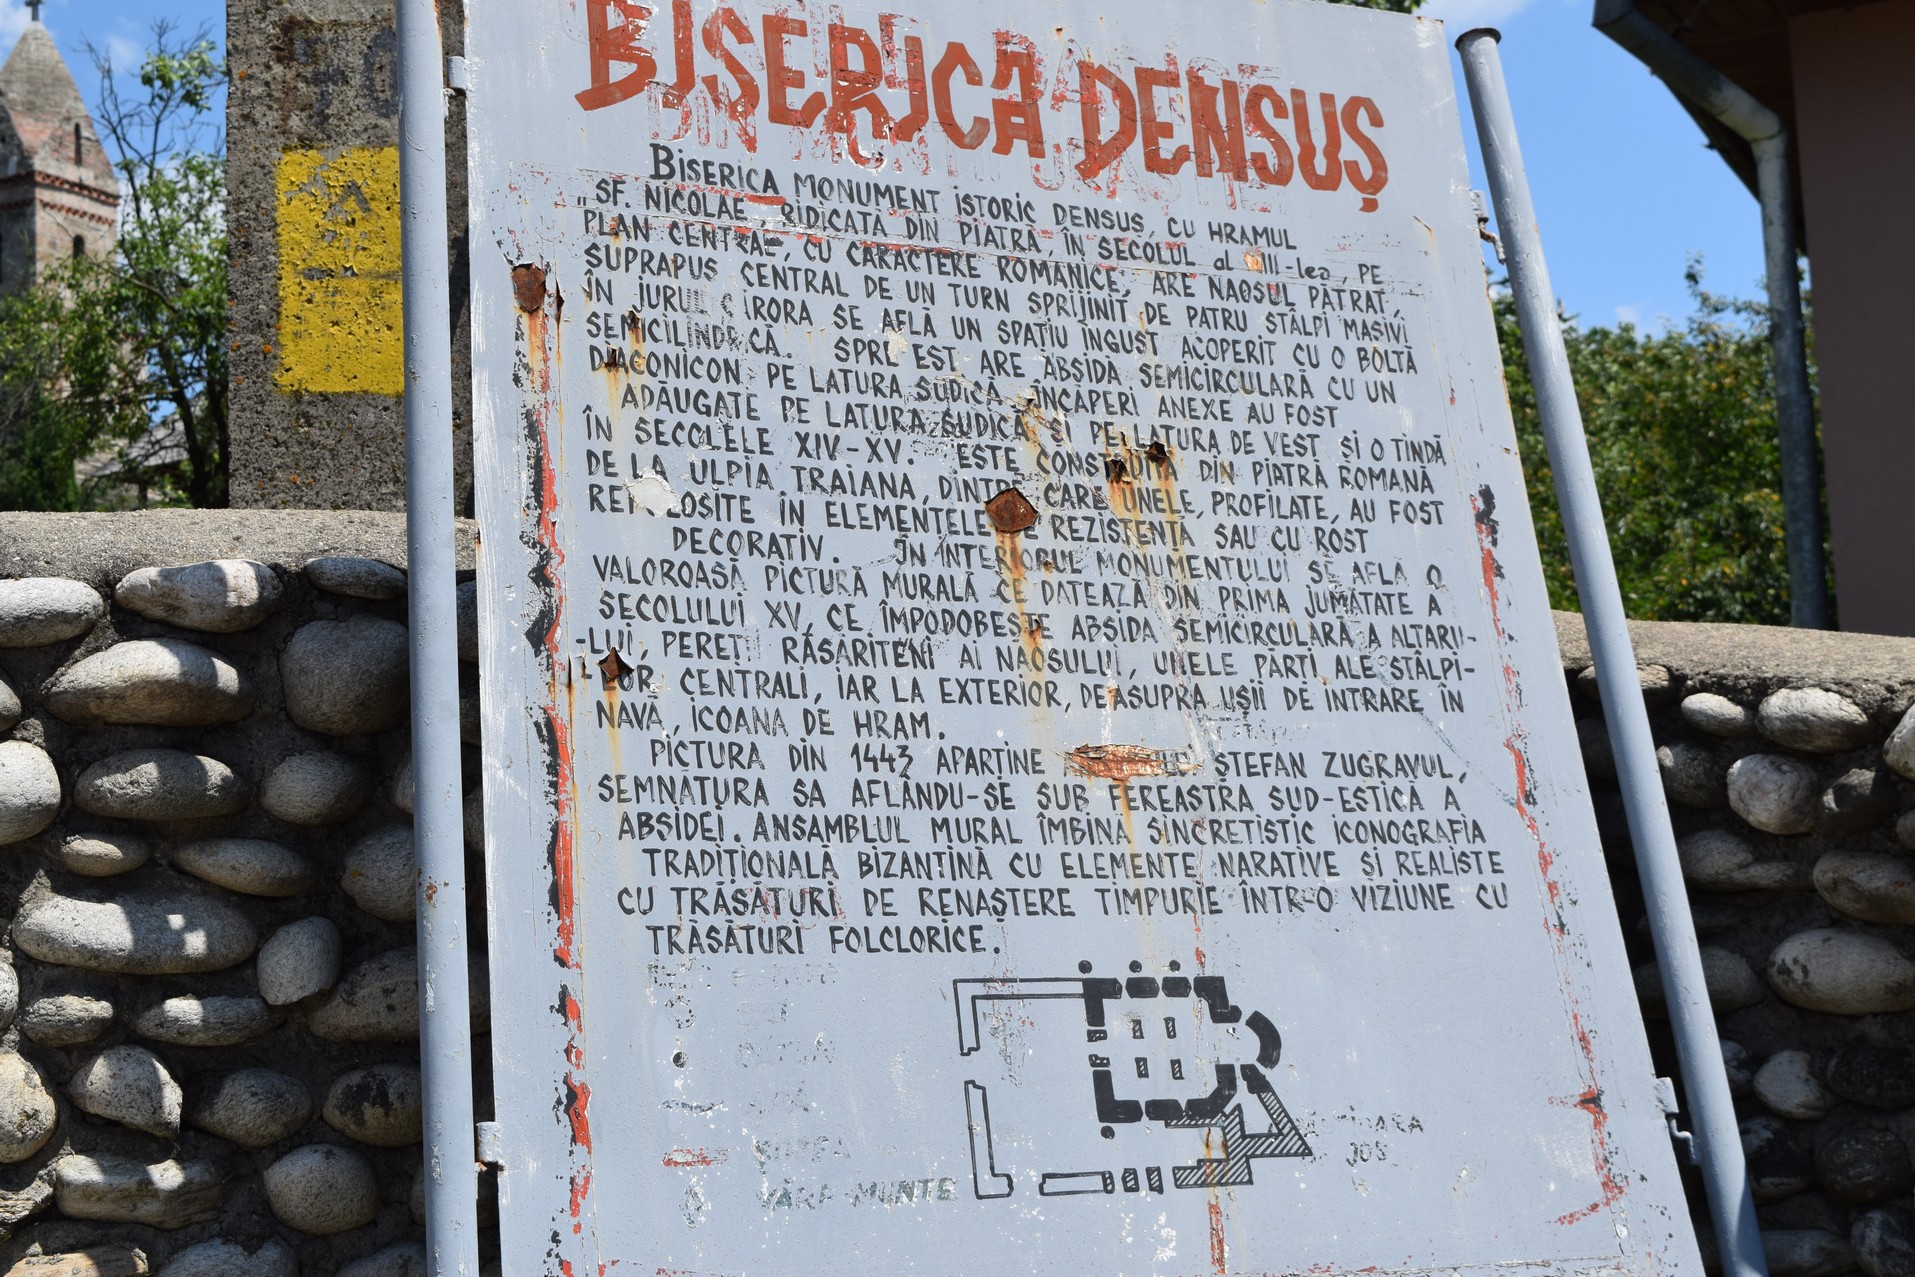 BISERICĂ DENSUȘ
BISERICA MONUMENT ISTORIC DENSUȘ, CU HRAMUL
„SF. NICOLAE, RIDICATĂ DIN PIATRĂ, ÎN SECOLUL al III-lea, PE
PLAN CENTRAL, CU CARACTERE ROMANICE, ARE NAOSUL PĂTRAT,
SUPRAPUS CENTRAL DE UN TURN SPRIJINIT DE PATRU STÂLPI MASIVI
ÎN JURUL CĂRORA SE AFLĂ UN SPAȚIU ÎNGUST ACOPERIT CU O BOLTĂ
SEMICILINDRICĂ. SPRE EST ARE ABSIDA SEMICIRCULARĂ CU UN
DIACONICON PE LATURA SUDICĂ, ÎNCĂPERI ANEXE AU FOST
ADĂUGATE PE LATURA SUDICĂ ȘI PE LATURA DE VEST ȘI O TINDĂ
ÎN SECOLELE XIV-XV. ESTE CONSTRUITĂ DIN PIATRĂ ROMANĂ
DE LA ULPIA TRAIANA, DINTRE CARE UNELE, PROFILATE, AU FOST
REFOLOSITE ÎN ELEMENTELE DE REZISTENȚĂ SAU CU ROST
DECORATIV. ÎN INTERIORUL MONUMENTULUI SE AFLĂ O
VALOROASĂ PICTURĂ MURALĂ CE DATEAZĂ DIN PRIMA JUMĂTATE A
SECOLULUI XV, CE ÎMPODOBEȘTE ABSIDA SEMICIRCULARĂ A ALTARU-
-LUI, PEREȚII RĂSĂRITENI AI NAOSULUI, UNELE PĂRȚI ALE STÂLPI-
LOR CENTRALI, IAR LA EXTERIOR, DEASUPRA UȘII DE INTRARE ÎN
NAVĂ, ICOANA DE HRAM.
PICTURA DIN 1443 APARȚINE ȘTEFAN ZUGRAVUL,
SEMNĂTURA SA AFLÂNDU-SE SUB FEREASTRA SUD-ESTICĂ A
ABSIDEI. ANSAMBLUL MURAL ÎMBINĂ SINCRETISTIC ICONOGRAFIA
TRADIȚIONALĂ BIZANTINĂ CU ELEMENTE NARATIVE ȘI REALISTE
CU TRĂSĂTURI DE RENAȘTERE TIMPURIE ÎNTR-O VIZIUNE CU
TRĂSĂTURI FOLCLORICE.
JOS
VÂRF MUNTE